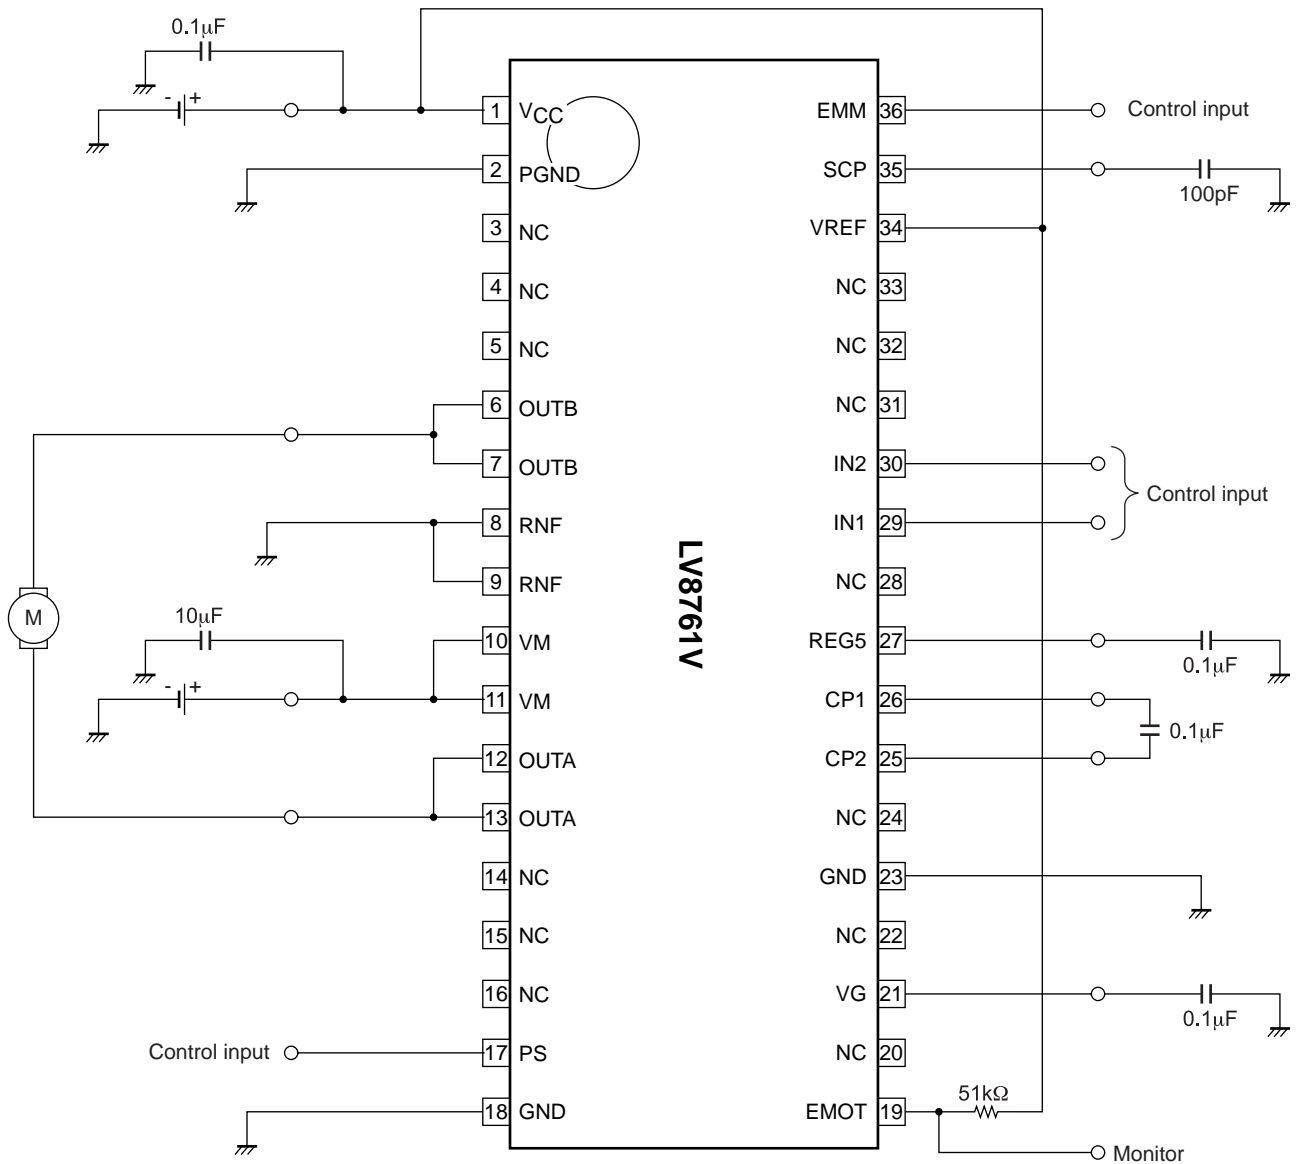 0.1µF
- +
1 VCC
2 PGND
3 NC
4 NC
5 NC
6 OUTB
7 OUTB
8 RNF
9 RNF
10µF
10 VM
- +
11 VM
12 OUTA
13 OUTA
14 NC
15 NC
16 NC
Control input
17 PS
18 GND
M
LV8761V
EMM 36
Control input
SCP 35
100pF
VREF 34
NC 33
NC 32
NC 31
IN2 30
Control input
IN1 29
NC 28
REG5 27
0.1µF
CP1 26
0.1µF
CP2 25
NC 24
GND 23
NC 22
VG 21
0.1µF
NC 20
51kΩ
EMOT 19
Monitor